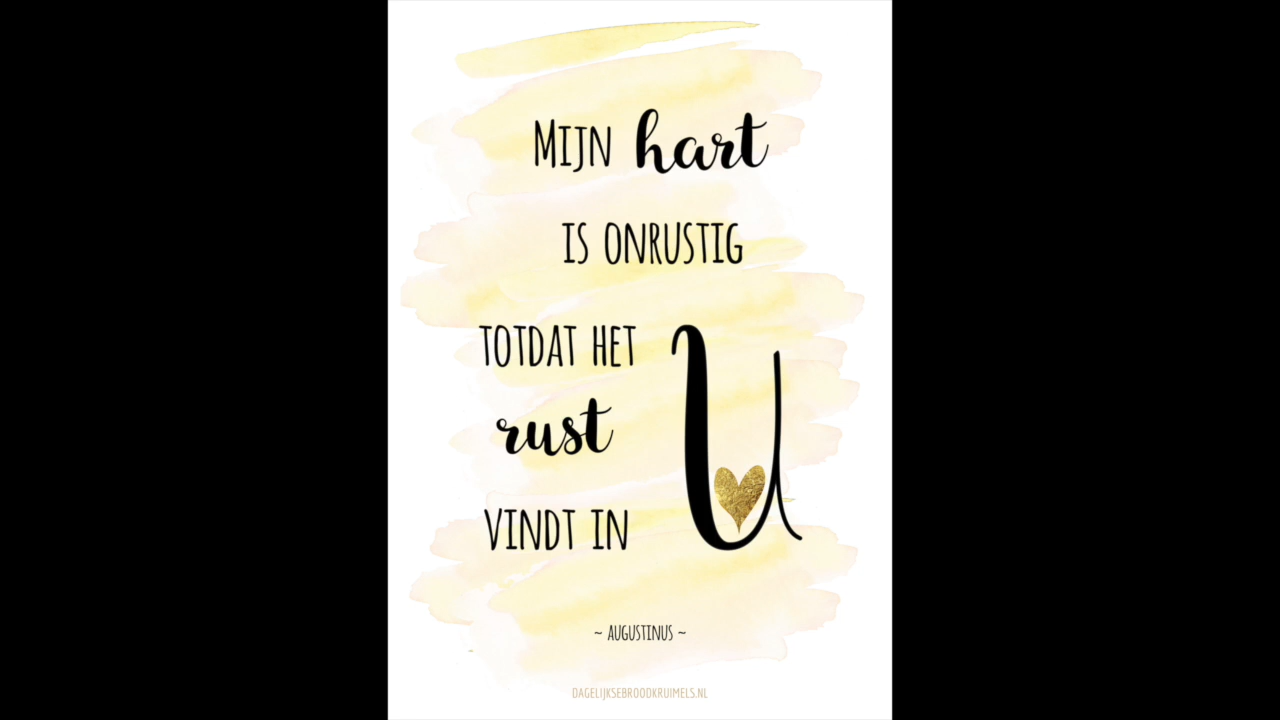 Mijn hart
is onrustig
totdat het
rust
vindt in U
~ Augustinus ~
dagelijksebroodkruimels.nl